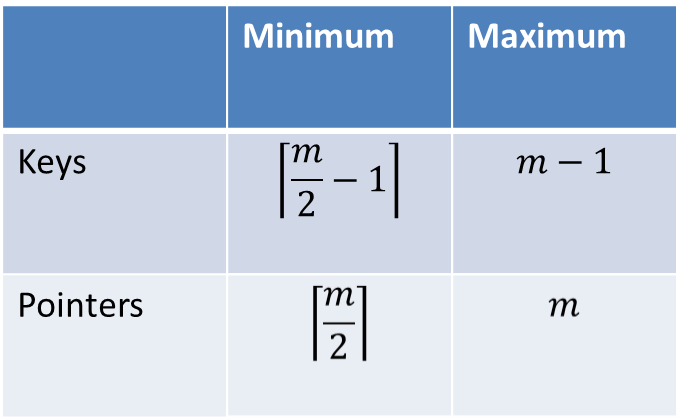 Minimum Maximum
Keys ⌈m/2 − 1⌉ m − 1
Pointers ⌈m/2⌉ m